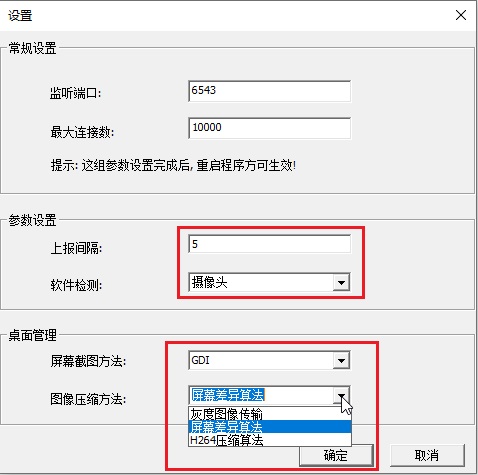 设置
常规设置
监听端口: 6543
最大连接数: 10000
提示: 这组参数设置完成后, 重启程序方可生效!
参数设置
上报间隔: 5
软件检测: 摄像头
桌面管理
屏幕截图方法: GDI
图像压缩方法: 屏幕差异算法
灰度图像传输
屏幕差异算法
H264压缩算法
确定 取消